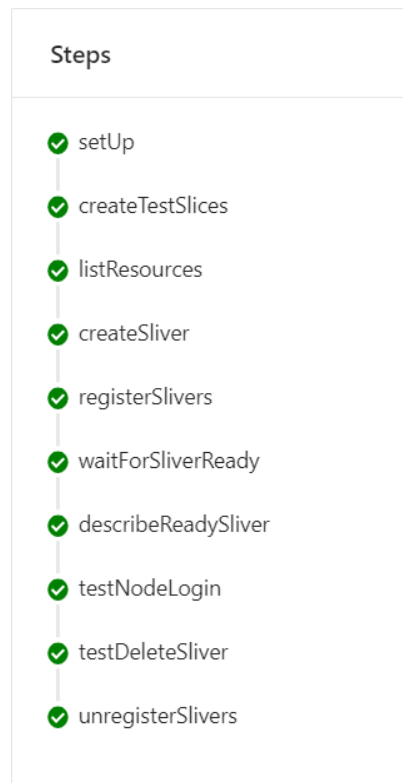 Steps
setUp
createTestSlices
listResources
createSliver
registerSlivers
waitForSliverReady
describeReadySliver
testNodeLogin
testDeleteSliver
unregisterSlivers